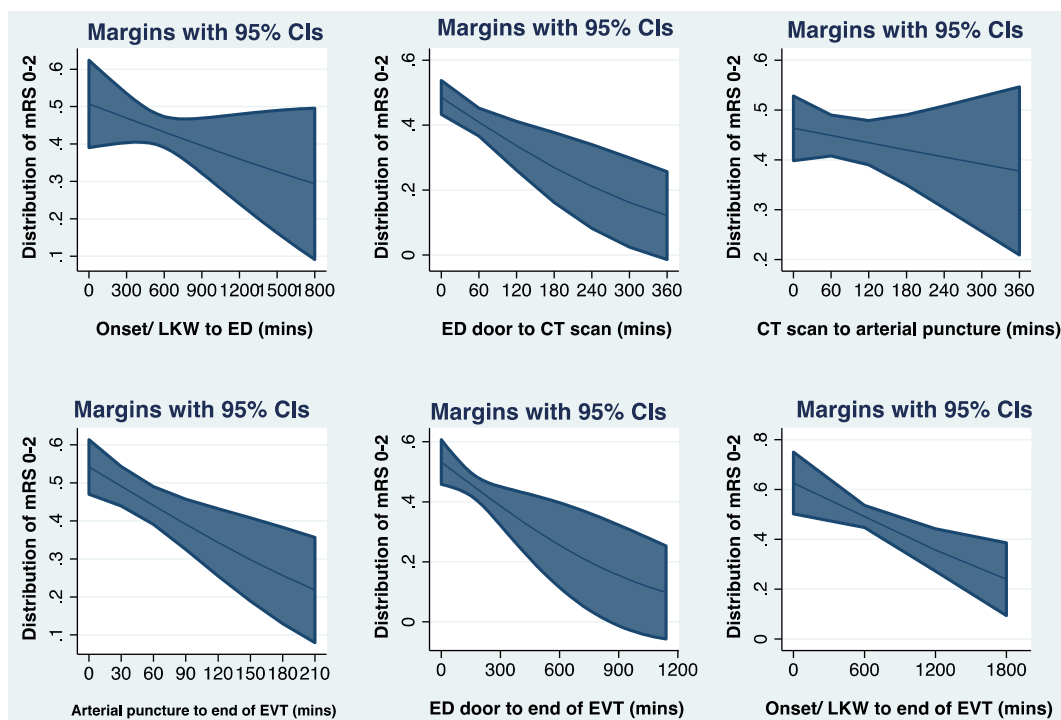 Margins with 95% CIs
Distribution of mRS 0-2
.6
.5
.4
.3
.2
.1
0 300 600 900 1200 1500 1800
Onset/ LKW to ED (mins)
Margins with 95% CIs
Distribution of mRS 0-2
.6
.4
.2
0
0 60 120 180 240 300 360
ED door to CT scan (mins)
Margins with 95% CIs
Distribution of mRS 0-2
.6
.5
.4
.3
.2
0 60 120 180 240 300 360
CT scan to arterial puncture (mins)
Margins with 95% CIs
Distribution of mRS 0-2
.6
.5
.4
.3
.2
.1
0 30 60 90 120 150 180 210
Arterial puncture to end of EVT (mins)
Margins with 95% CIs
Distribution of mRS 0-2
.6
.4
.2
0
0 300 600 900 1200
ED door to end of EVT (mins)
Margins with 95% CIs
Distribution of mRS 0-2
.8
.6
.4
.2
0
0 600 1200 1800
Onset/ LKW to end of EVT (mins)